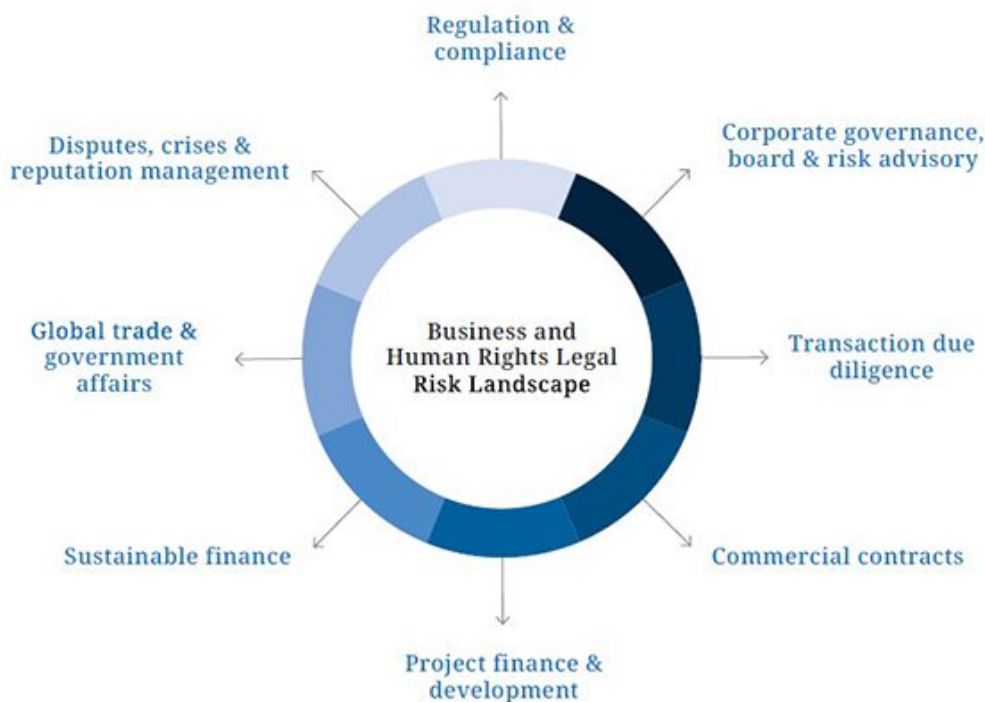 Regulation &
compliance
Corporate governance,
board & risk advisory
Transaction due
diligence
Commercial contracts
Project finance &
development
Sustainable finance
Global trade &
government
affairs
Disputes, crises &
reputation management
Business and
Human Rights Legal
Risk Landscape